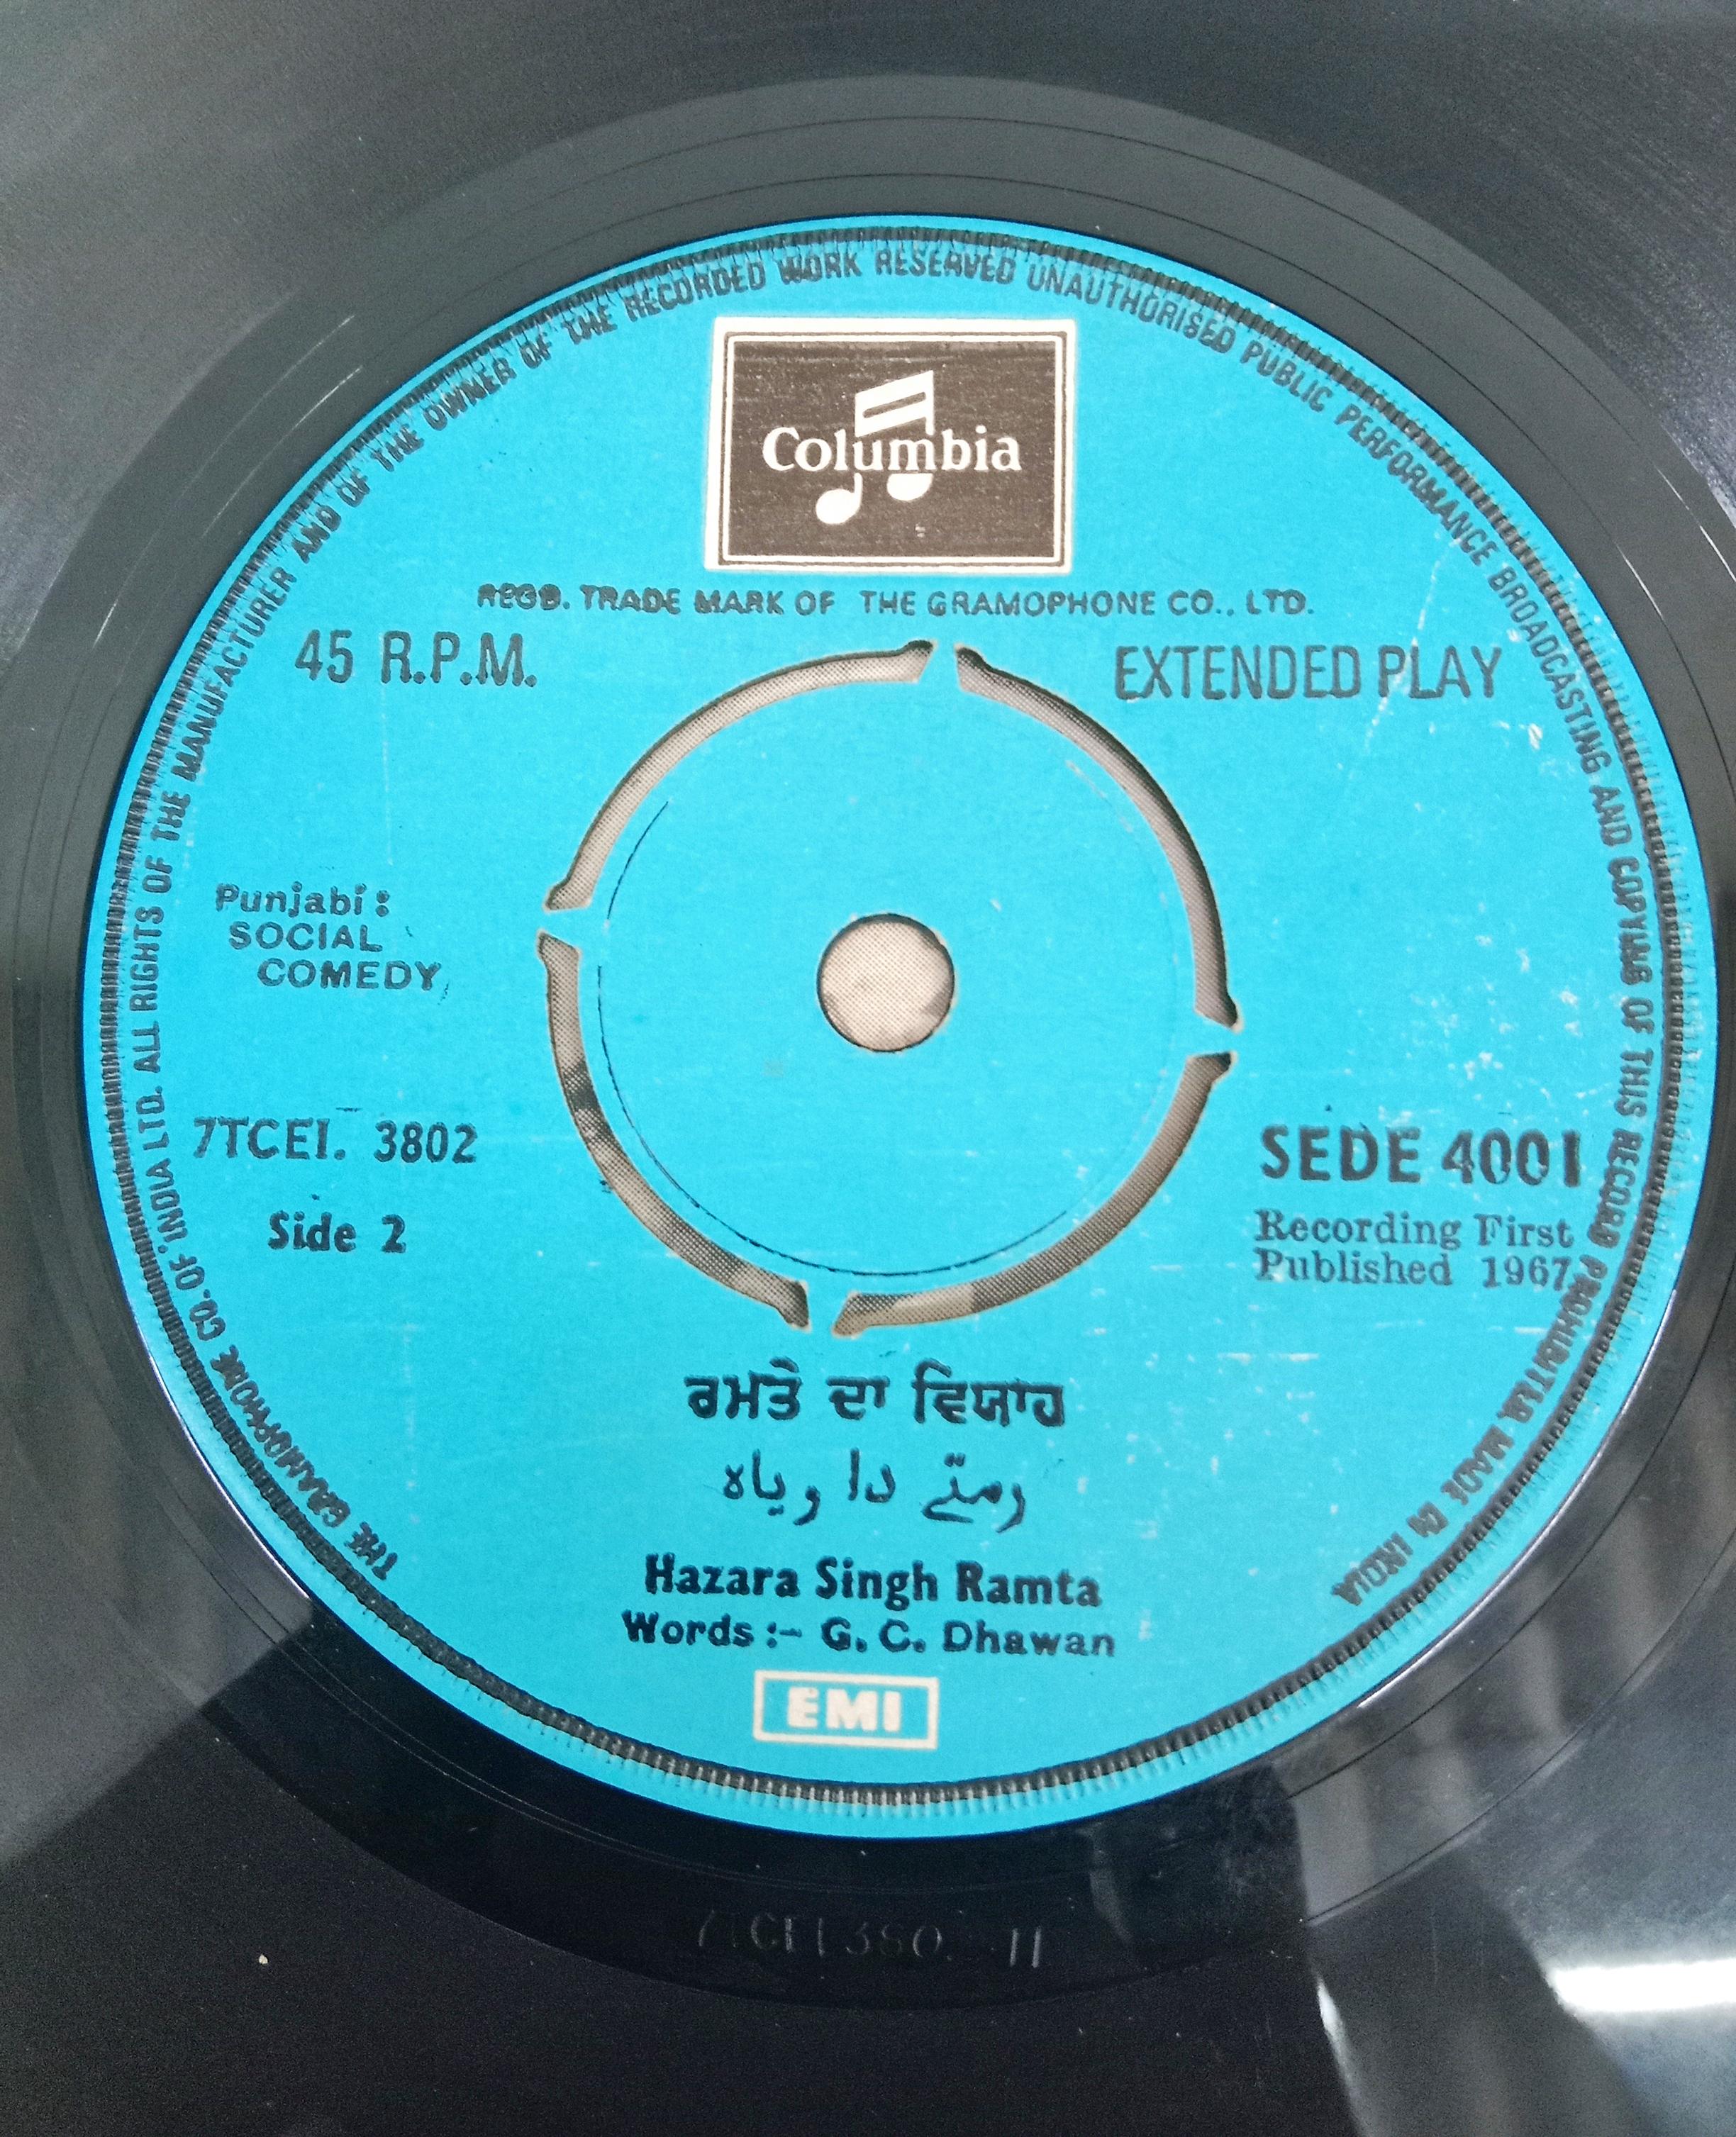 THE GRAMOPHONE CO. OF INDIA LTD. ALL RIGHTS OF THE MANUFACTURER AND OF THE OWNER OF THE RECORDED WORK RESERVED UNAUTHORISED PUBLIC PERFORMANCE BROADCASTING AND COPYING OF THIS RECORD PROHIBITED MADE IN INDIA
Columbia
REGD. TRADE MARK OF THE GRAMOPHONE CO., LTD.
45 R.P.M.
EXTENDED PLAY
Punjabi:
SOCIAL
COMEDY
7TCEI. 3802
Side 2
SEDE 4001
Recording First
Published 1967
ਰਮਤੇ ਦਾ ਵਿਯਾਹ
رمتے دا ویاہ
Hazara Singh Ramta
Words :- G. C. Dhawan
EMI